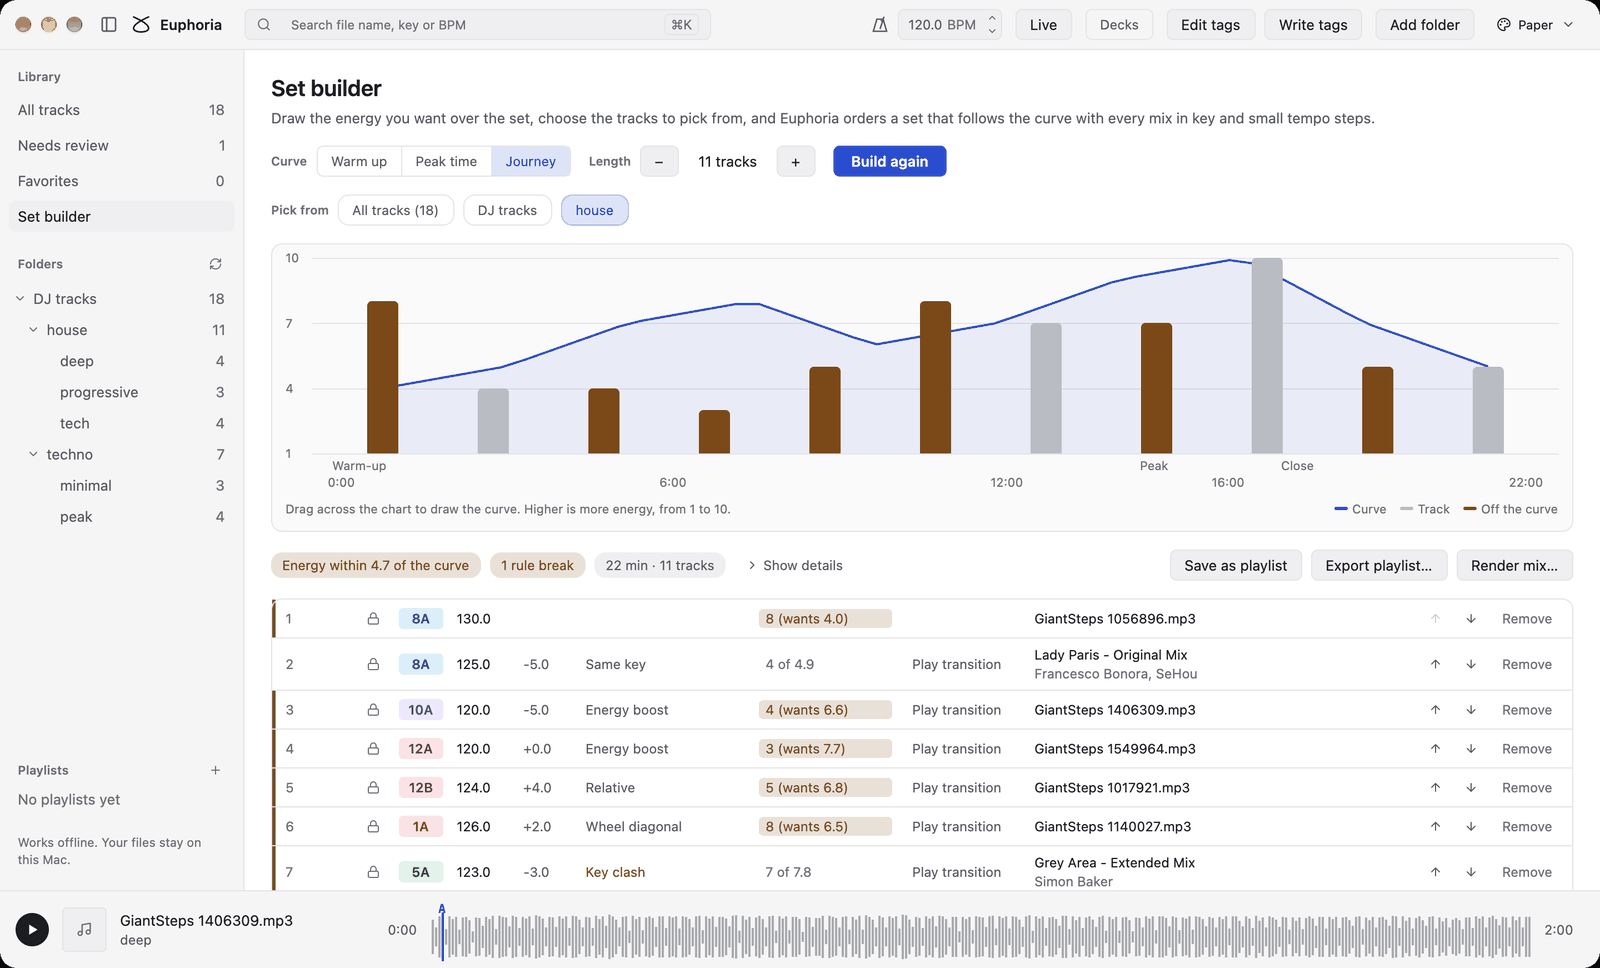 Euphoria
Search file name, key or BPM
⌘K
120.0 BPM
Live
Decks
Edit tags
Write tags
Add folder
Paper
Library
All tracks 18
Needs review 1
Favorites 0
Set builder
Folders
DJ tracks 18
house 11
deep 4
progressive 3
tech 4
techno 7
minimal 3
peak 4
Playlists +
No playlists yet
Works offline. Your files stay on
this Mac.
Set builder
Draw the energy you want over the set, choose the tracks to pick from, and Euphoria orders a set that follows the curve with every mix in key and small tempo steps.
Curve Warm up Peak time Journey Length − 11 tracks + Build again
Pick from All tracks (18) DJ tracks house
10
7
4
1
Warm-up Peak Close
0:00 6:00 12:00 16:00 22:00
Drag across the chart to draw the curve. Higher is more energy, from 1 to 10.
Curve Track Off the curve
Energy within 4.7 of the curve 1 rule break 22 min · 11 tracks Show details Save as playlist Export playlist... Render mix...
1 8A 130.0 8 (wants 4.0) GiantSteps 1056896.mp3 ↑ ↓ Remove
2 8A 125.0 -5.0 Same key 4 of 4.9 Play transition Lady Paris - Original Mix ↑ ↓ Remove
Francesco Bonora, SeHou
3 10A 120.0 -5.0 Energy boost 4 (wants 6.6) Play transition GiantSteps 1406309.mp3 ↑ ↓ Remove
4 12A 120.0 +0.0 Energy boost 3 (wants 7.7) Play transition GiantSteps 1549964.mp3 ↑ ↓ Remove
5 12B 124.0 +4.0 Relative 5 (wants 6.8) Play transition GiantSteps 1017921.mp3 ↑ ↓ Remove
6 1A 126.0 +2.0 Wheel diagonal 8 (wants 6.5) Play transition GiantSteps 1140027.mp3 ↑ ↓ Remove
7 5A 123.0 -3.0 Key clash 7 of 7.8 Play transition Grey Area - Extended Mix ↑ ↓ Remove
Simon Baker
GiantSteps 1406309.mp3
deep
0:00
A
2:00